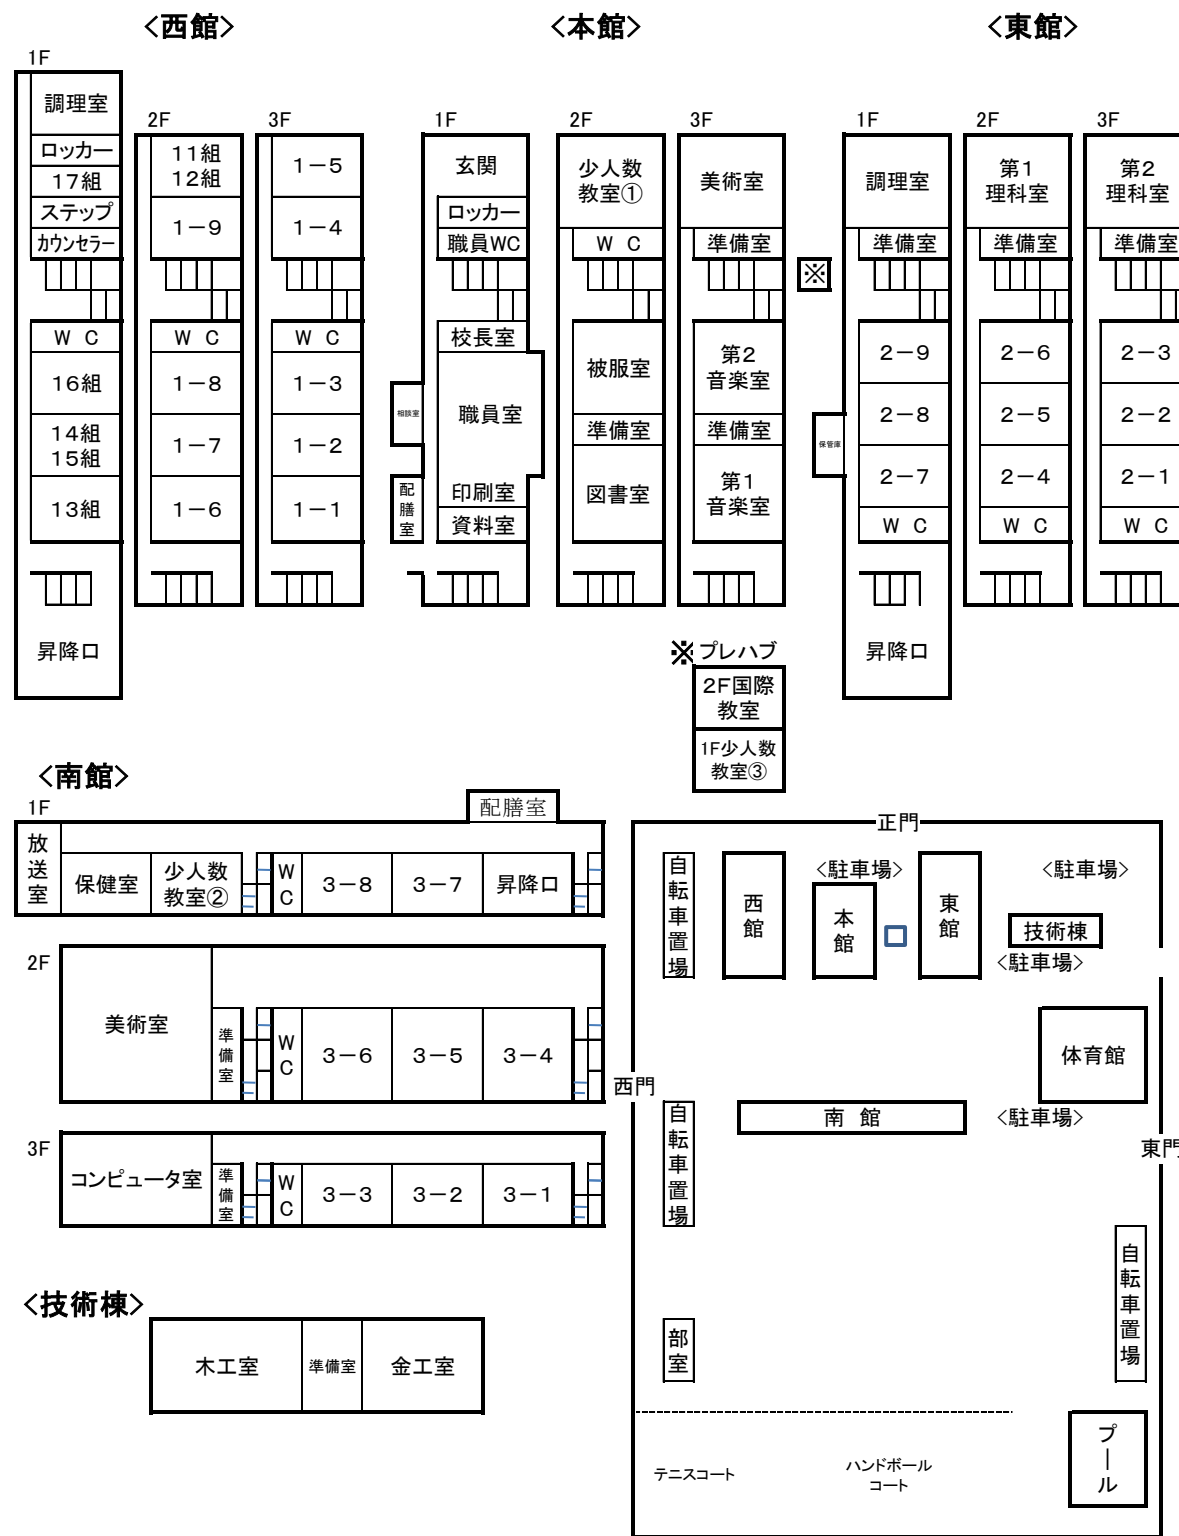 <西館>
1F
調理室
ロッカー
17組
ステップ
カウンセラー
W C
16組
14組
15組
13組
昇降口
2F
11組
12組
1－9
W C
1－8
1－7
1－6
3F
1－5
1－4
W C
1－3
1－2
1－1
<本館>
1F
玄関
ロッカー
職員WC
校長室
相談室
職員室
印刷室
配膳室
資料室
2F
少人数
教室①
W C
被服室
準備室
図書室
3F
美術室
準備室
第2
音楽室
準備室
第1
音楽室
※
<東館>
1F
調理室
準備室
2－9
2－8
保管庫
2－7
W C
昇降口
2F
第1
理科室
準備室
2－6
2－5
2－4
W C
3F
第2
理科室
準備室
2－3
2－2
2－1
W C
※プレハブ
2F国際
教室
1F少人数
教室③
<南館>
1F
配膳室
放送室
保健室
少人数
教室②
WC
3－8
3－7
昇降口
2F
美術室
準備室
WC
3－6
3－5
3－4
3F
コンピュータ室
準備室
WC
3－3
3－2
3－1
<技術棟>
木工室
準備室
金工室
正門
自転車置場
西館
<駐車場>
本館
東館
<駐車場>
技術棟
<駐車場>
体育館
西門
自転車置場
南 館
<駐車場>
東門
自転車置場
部室
プール
テニスコート
ハンドボール
コート